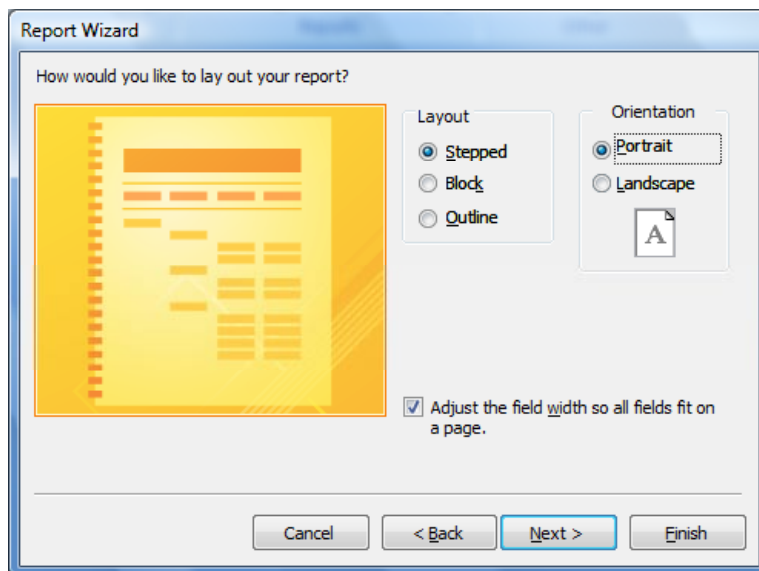 Report Wizard
How would you like to lay out your report?
Layout
Stepped
Block
Outline
Orientation
Portrait
Landscape
A
Adjust the field width so all fields fit on
a page.
Cancel
< Back
Next >
Finish